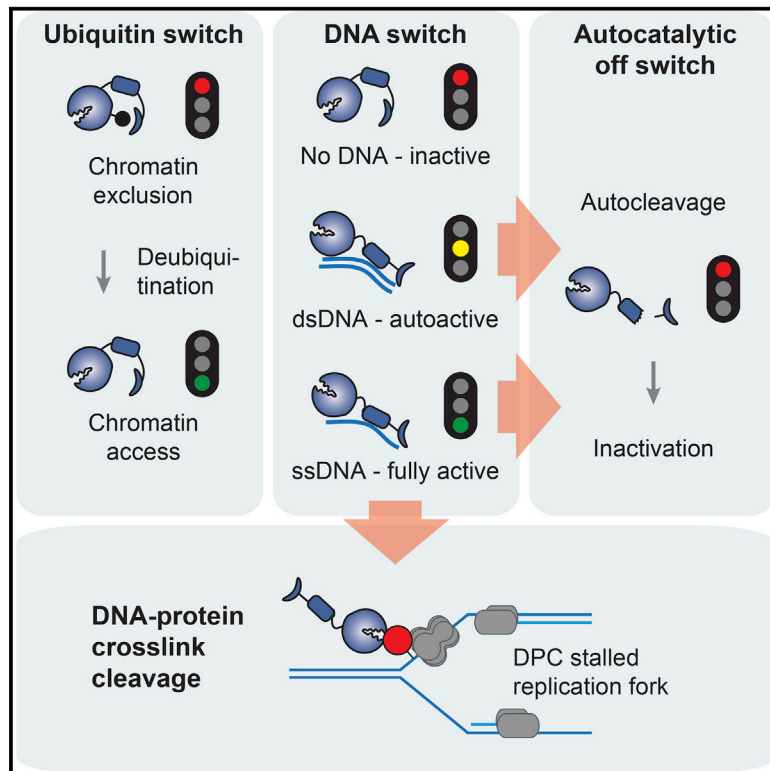 Ubiquitin switch
Chromatin
exclusion
Deubiqui-
tination
Chromatin
access
DNA switch
No DNA - inactive
dsDNA - autoactive
ssDNA - fully active
Autocatalytic
off switch
Autocleavage
Inactivation
DNA-protein
crosslink
cleavage
DPC stalled
replication fork